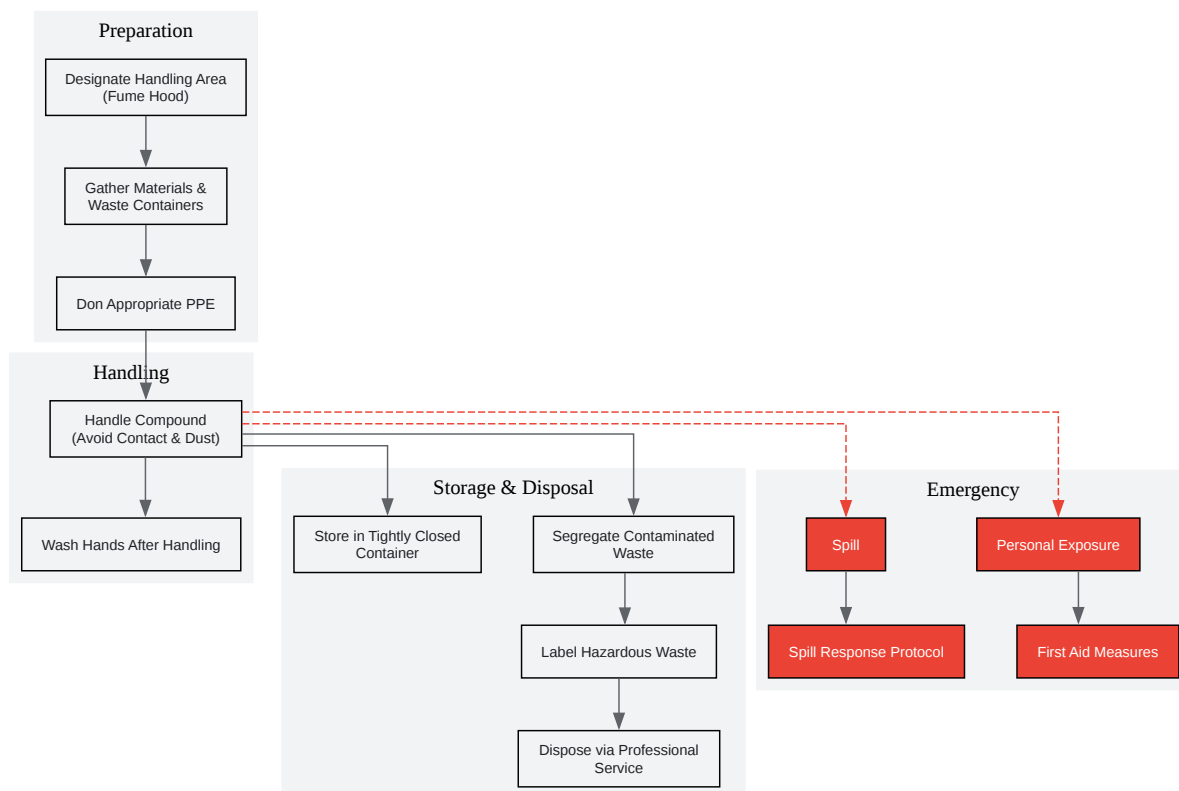 Preparation
Designate Handling Area
(Fume Hood)
Gather Materials &
Waste Containers
Don Appropriate PPE
Handling
Handle Compound
(Avoid Contact & Dust)
Wash Hands After Handling
Storage & Disposal
Store in Tightly Closed
Container
Segregate Contaminated
Waste
Label Hazardous Waste
Dispose via Professional
Service
Emergency
Spill
Personal Exposure
Spill Response Protocol
First Aid Measures